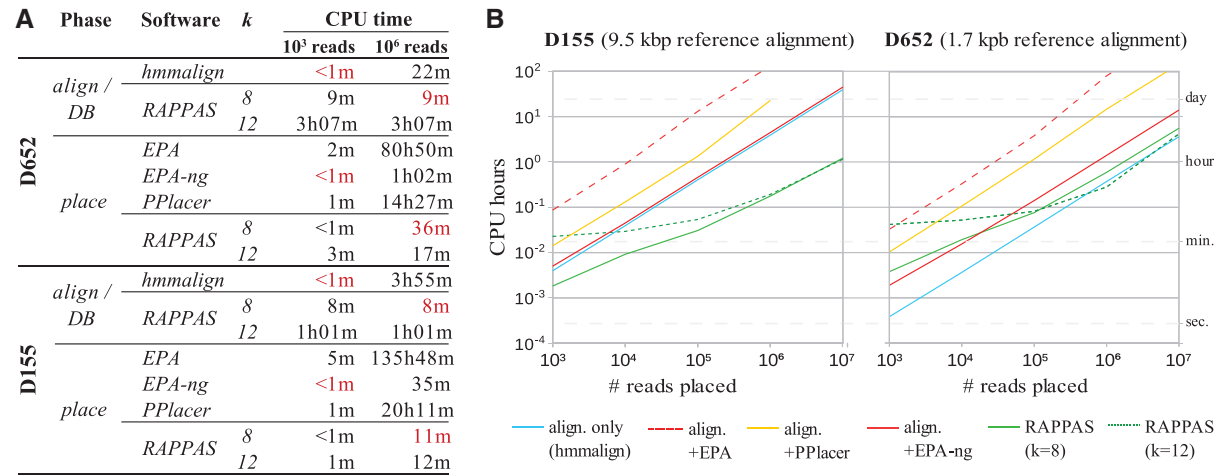 A
Phase Software k CPU time
10³ reads 10⁶ reads
D652
align / DB
hmmalign <1m 22m
RAPPAS 8 9m 9m
12 3h07m 3h07m
place
EPA 2m 80h50m
EPA-ng <1m 1h02m
PPlacer 1m 14h27m
RAPPAS 8 <1m 36m
12 3m 17m
D155
align / DB
hmmalign <1m 3h55m
RAPPAS 8 8m 8m
12 1h01m 1h01m
place
EPA 5m 135h48m
EPA-ng <1m 35m
PPlacer 1m 20h11m
RAPPAS 8 <1m 11m
12 1m 12m
B
D155 (9.5 kbp reference alignment)
D652 (1.7 kpb reference alignment)
CPU hours
10²
10¹
10⁰
10⁻¹
10⁻²
10⁻³
10⁻⁴
day
hour
min.
sec.
10³ 10⁴ 10⁵ 10⁶ 10⁷
# reads placed
10³ 10⁴ 10⁵ 10⁶ 10⁷
# reads placed
align. only (hmmalign)
align. +EPA
align. +PPlacer
align. +EPA-ng
RAPPAS (k=8)
RAPPAS (k=12)